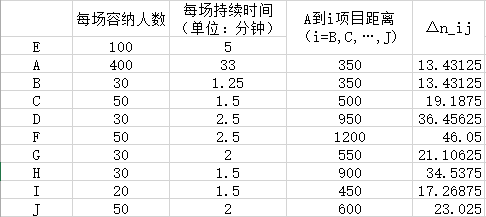 每场容纳人数 每场持续时间（单位：分钟） A到i项目距离（i=B,C,…,J） △n_ij
E 100 5
A 400 33 350 13.43125
B 30 1.25 350 13.43125
C 50 1.5 500 19.1875
D 30 2.5 950 36.45625
F 50 2.5 1200 46.05
G 30 2 550 21.10625
H 30 1.5 900 34.5375
I 20 1.5 450 17.26875
J 50 2 600 23.025